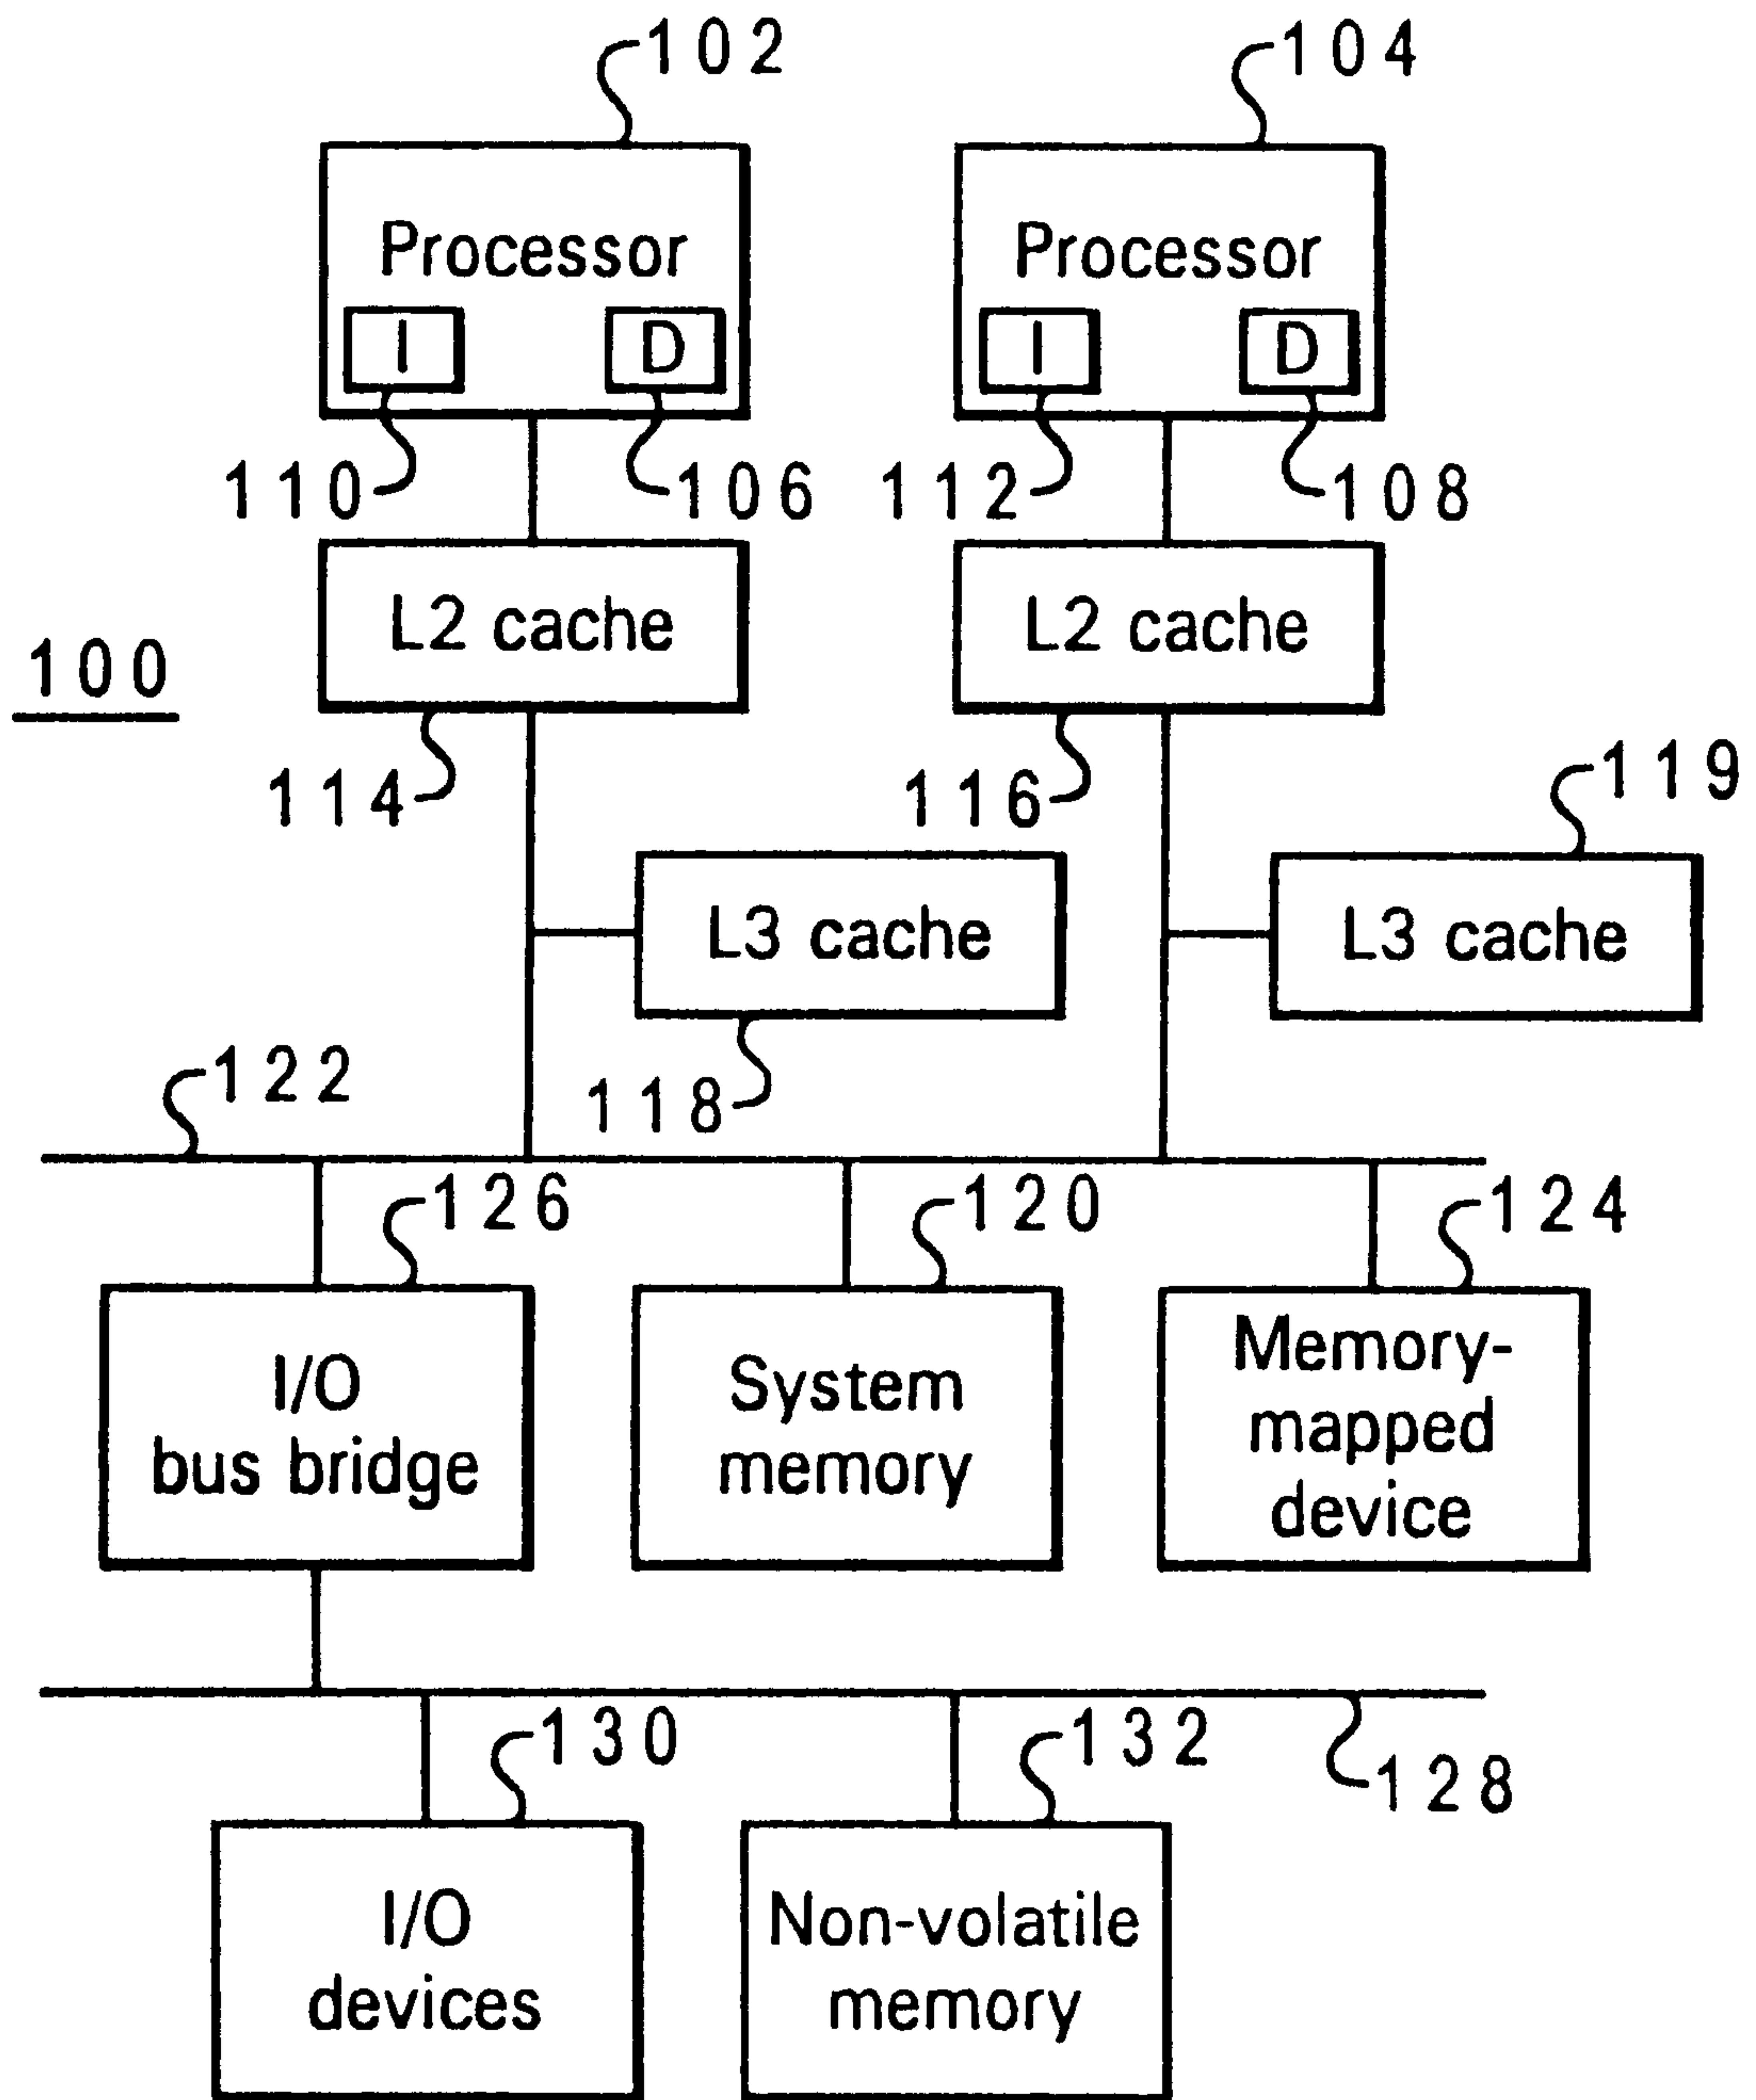 102
104
Processor
Processor
I
D
I
D
110
106
112
108
L2 cache
L2 cache
100
114
116
119
L3 cache
L3 cache
122
118
126
120
124
I/O
bus bridge
System
memory
Memory-
mapped
device
130
132
128
I/O
devices
Non-volatile
memory